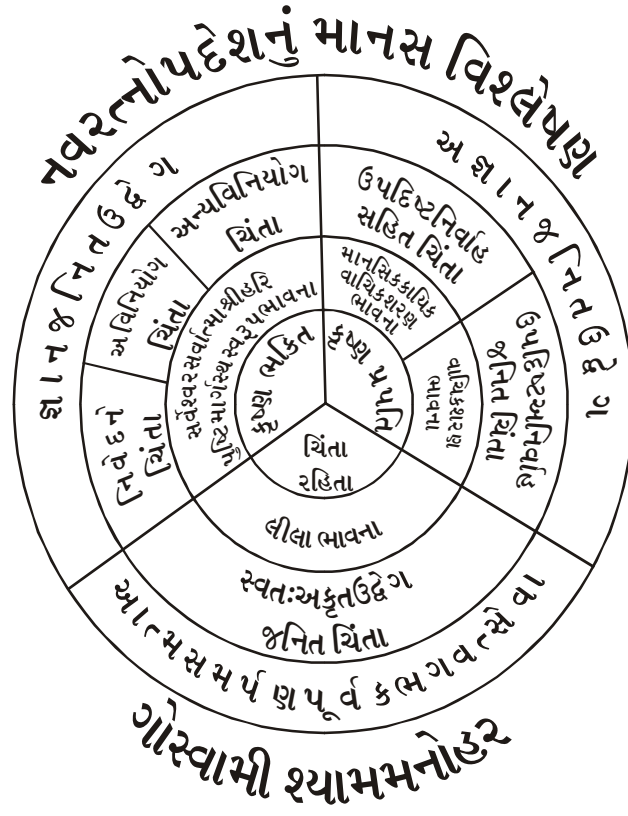 નવરત્નોપદેશનું માનસ વિશ્લેષણ
જ્ઞાનજનિતઉદ્વેગ
અજ્ઞાનજનિતઉદ્વેગ
અન્યવિનિયોગ
ચિંતા
ઉપદિષ્ટનિર્વાહ
સહિત ચિંતા
અવિનિયોગ
ચિંતા
ઉપદિષ્ટઅનિર્વાહ
જનિત ચિંતા
નિવેદને
ચિંતા
સર્વેશ્વરસર્વાત્માશ્રીહરિ
પુષ્ટિમાર્ગસ્થસ્વરૂપભાવના
માનસિકકાયિક
વાચિકશરણ
ભાવના
વાચિકશરણ
ભાવના
કૃષ્ણ ભકિત
કૃષ્ણ પ્રપતિ
ચિંતા
રહિતા
લીલા ભાવના
સ્વતઃઅકૃતઉદ્વેગ
જનિત ચિંતા
આત્મસમર્પણપૂર્વકભગવત્સેવા
ગોસ્વામી શ્યામમનોહર